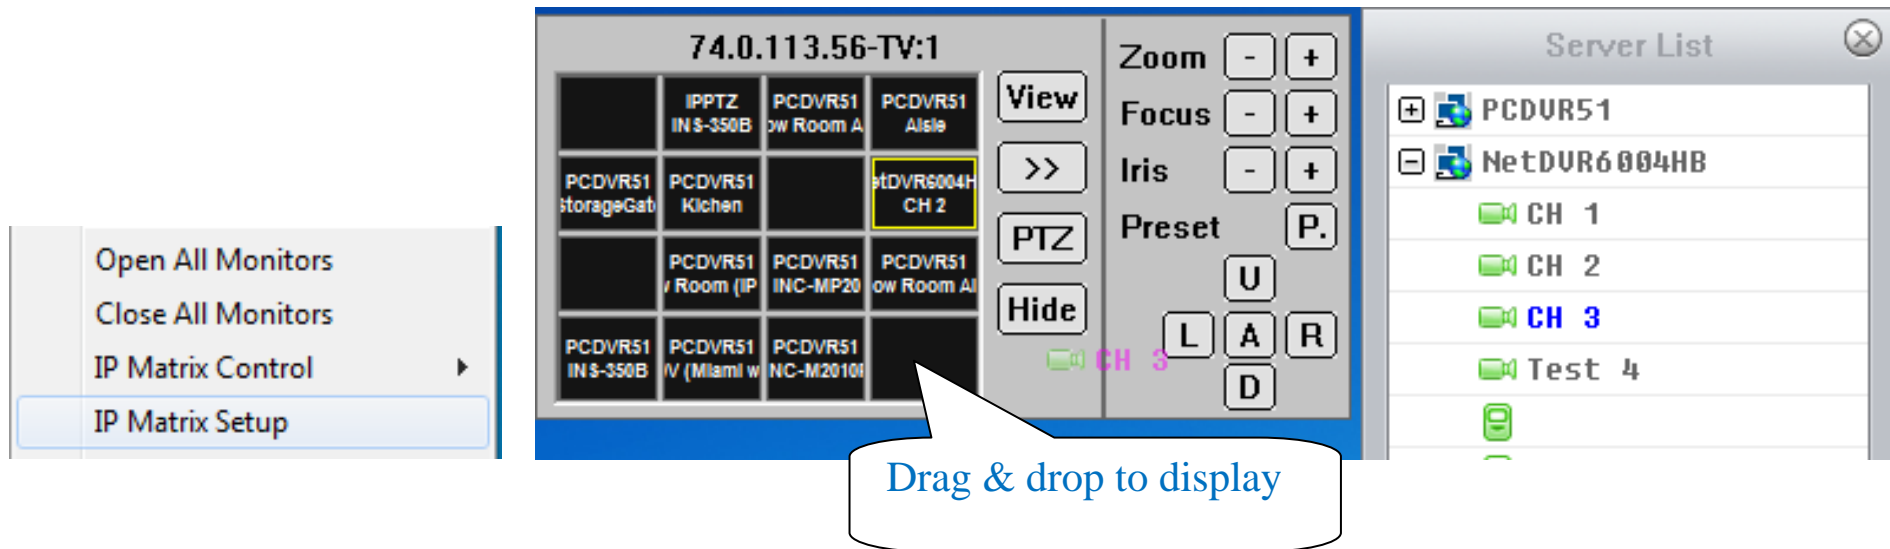 Open All Monitors
Close All Monitors
IP Matrix Control
IP Matrix Setup
74.0.113.56-TV:1
IPPTZ
INS-350B
PCDVR51
ow Room A
PCDVR51
Aisle
PCDVR51
StorageGat
PCDVR51
Kichen
etDVR6004H
CH 2
PCDVR51
Room (IP
PCDVR51
INC-MP20
PCDVR51
ow Room Al
PCDVR51
INS-350B
PCDVR51
(Miami w
PCDVR51
NC-M2010
View
>>
PTZ
Hide
Zoom - +
Focus - +
Iris - +
Preset P.
U
L A R
D
CH 3
Drag & drop to display
Server List
PCDVR51
NetDVR6004HB
CH 1
CH 2
CH 3
Test 4